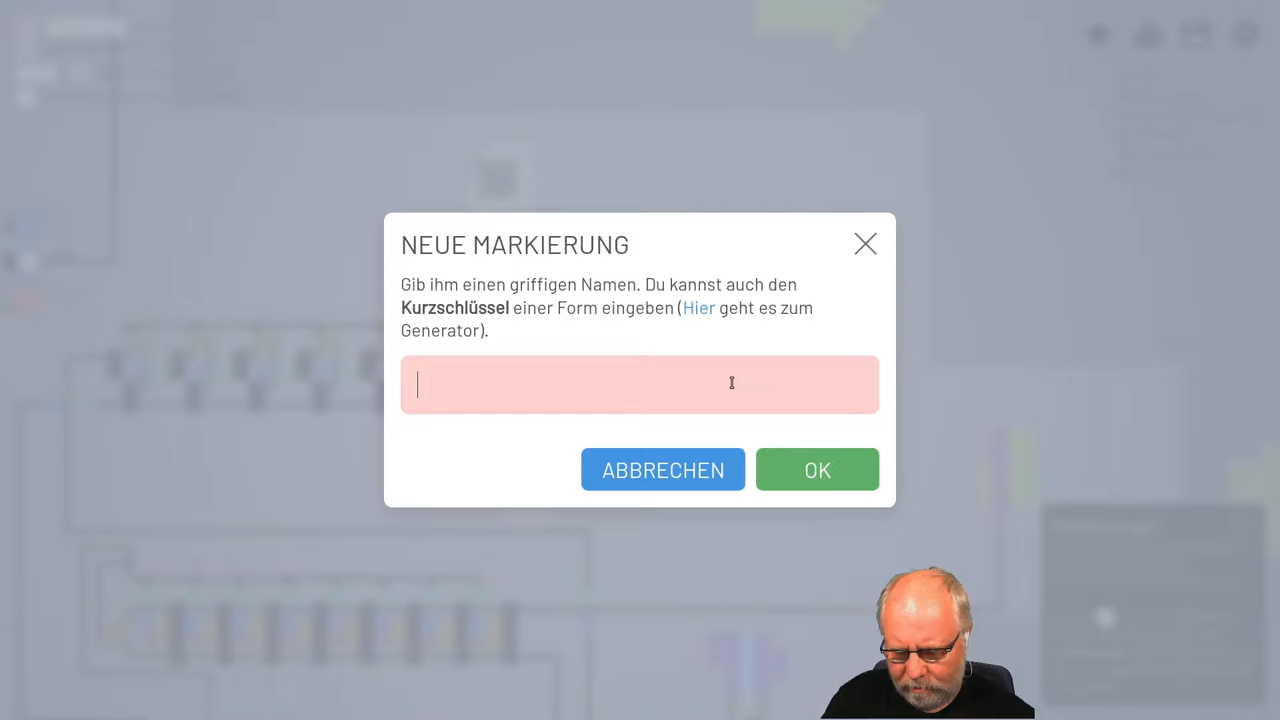 NEUE MARKIERUNG
Gib ihm einen griffigen Namen. Du kannst auch den
Kurzschlüssel einer Form eingeben (Hier geht es zum
Generator).
ABBRECHEN
OK